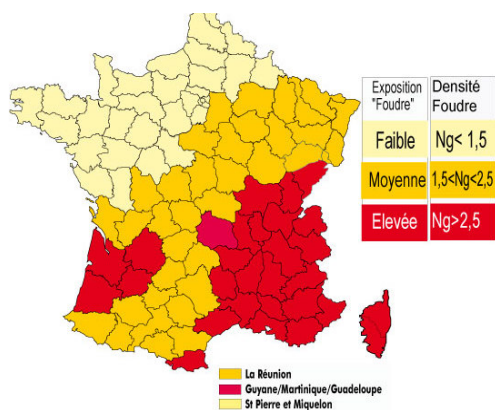 Exposition Densité
"Foudre" Foudre
Faible Ng< 1,5
Moyenne 1,5<Ng<2,5
Elevée Ng>2,5
La Réunion
Guyane/Martinique/Guadeloupe
St Pierre et Miquelon